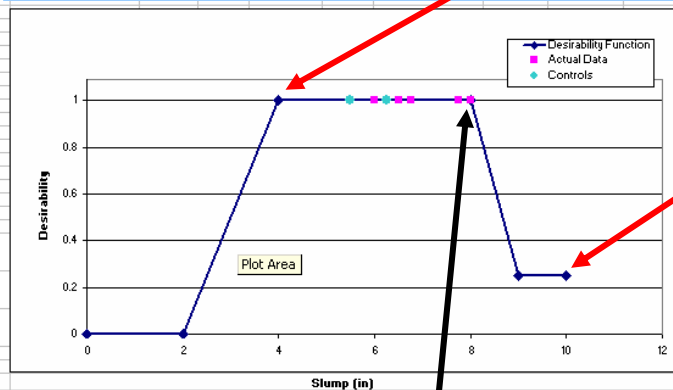 Desirability Function
Actual Data
Controls
1
0.8
0.6
0.4
0.2
0
Desirability
Plot Area
0 2 4 6 8 10 12
Slump (in)